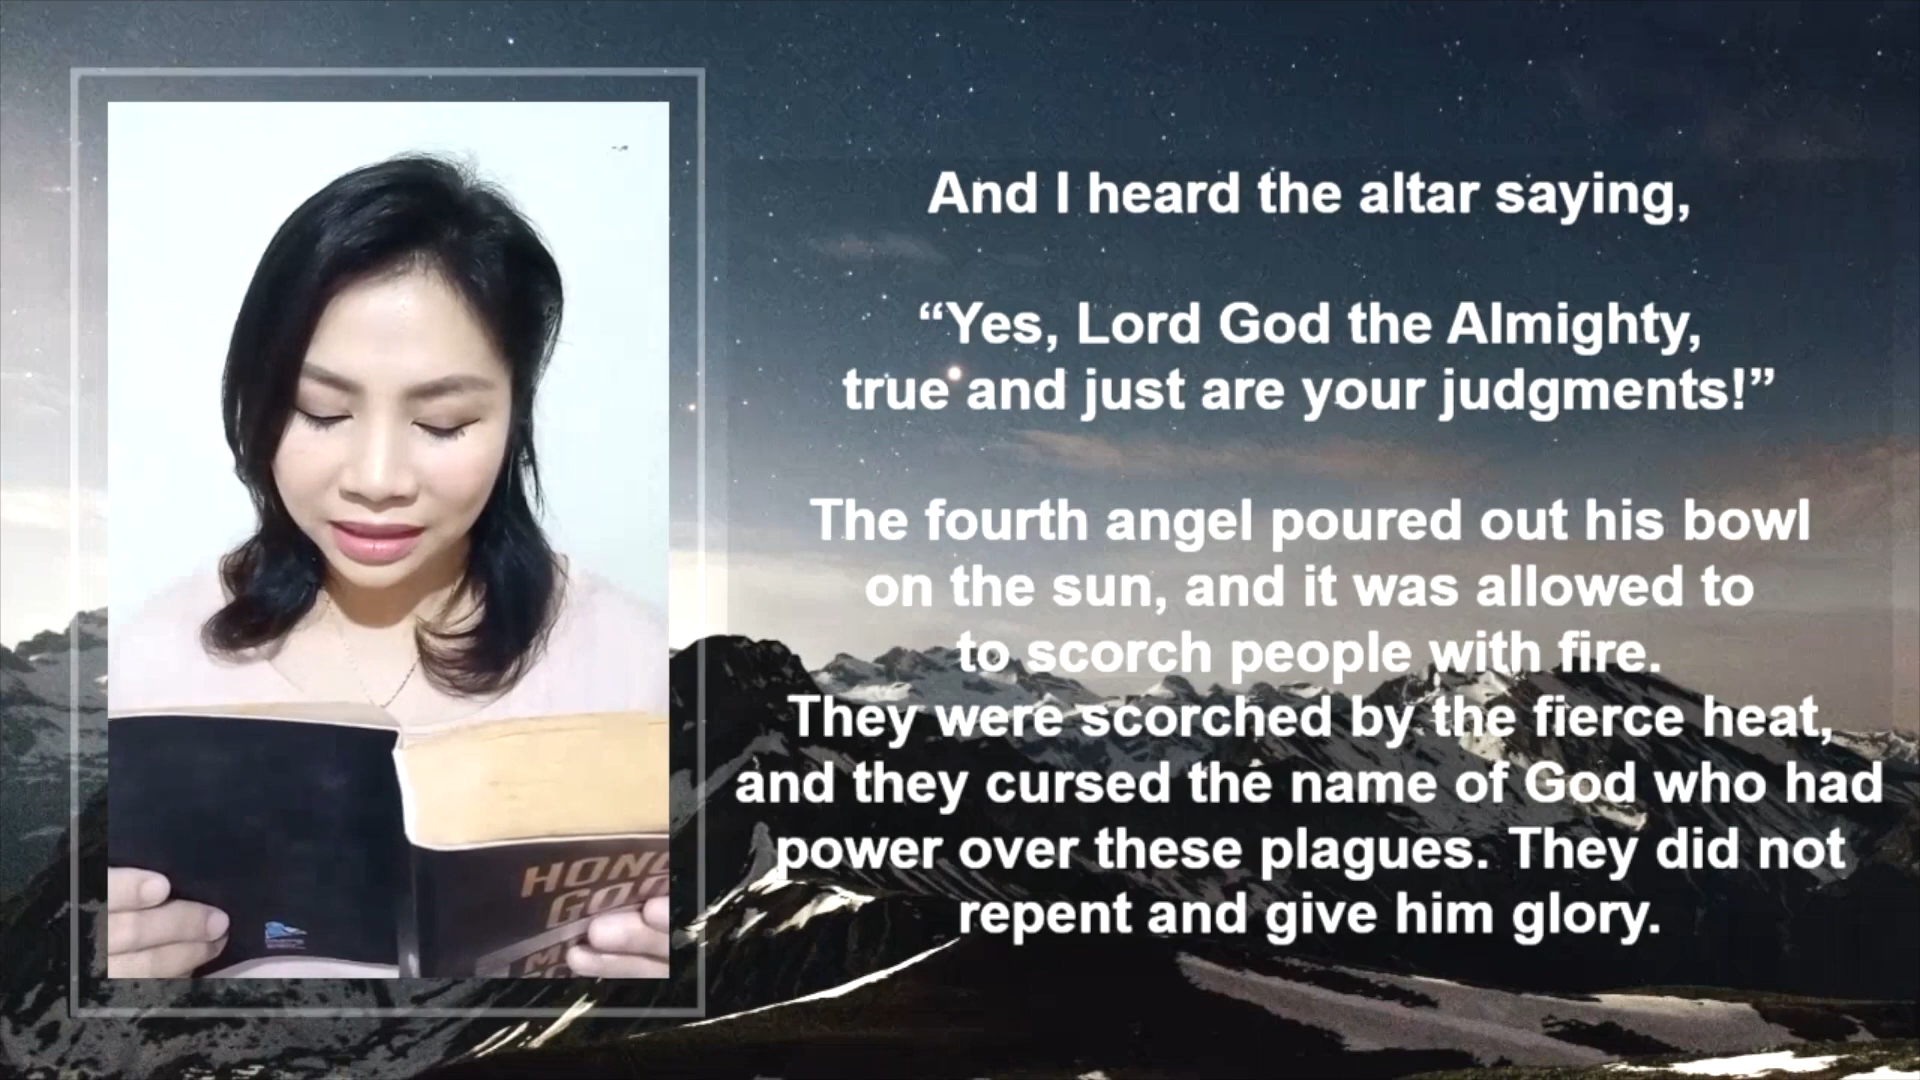 And I heard the altar saying,
“Yes, Lord God the Almighty,
true and just are your judgments!”
The fourth angel poured out his bowl
on the sun, and it was allowed to
to scorch people with fire.
They were scorched by the fierce heat,
and they cursed the name of God who had
power over these plagues. They did not
repent and give him glory.
HON
GOD